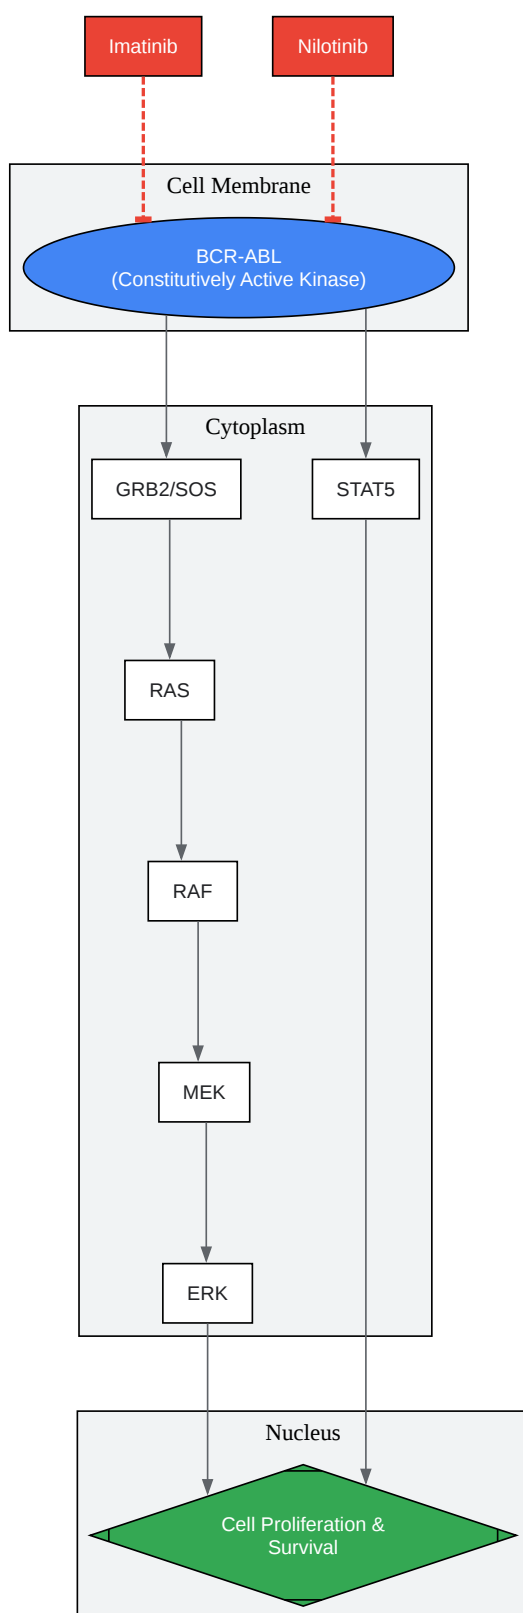 Imatinib
Nilotinib
Cell Membrane
BCR-ABL
(Constitutively Active Kinase)
Cytoplasm
GRB2/SOS
STAT5
RAS
RAF
MEK
ERK
Nucleus
Cell Proliferation &
Survival